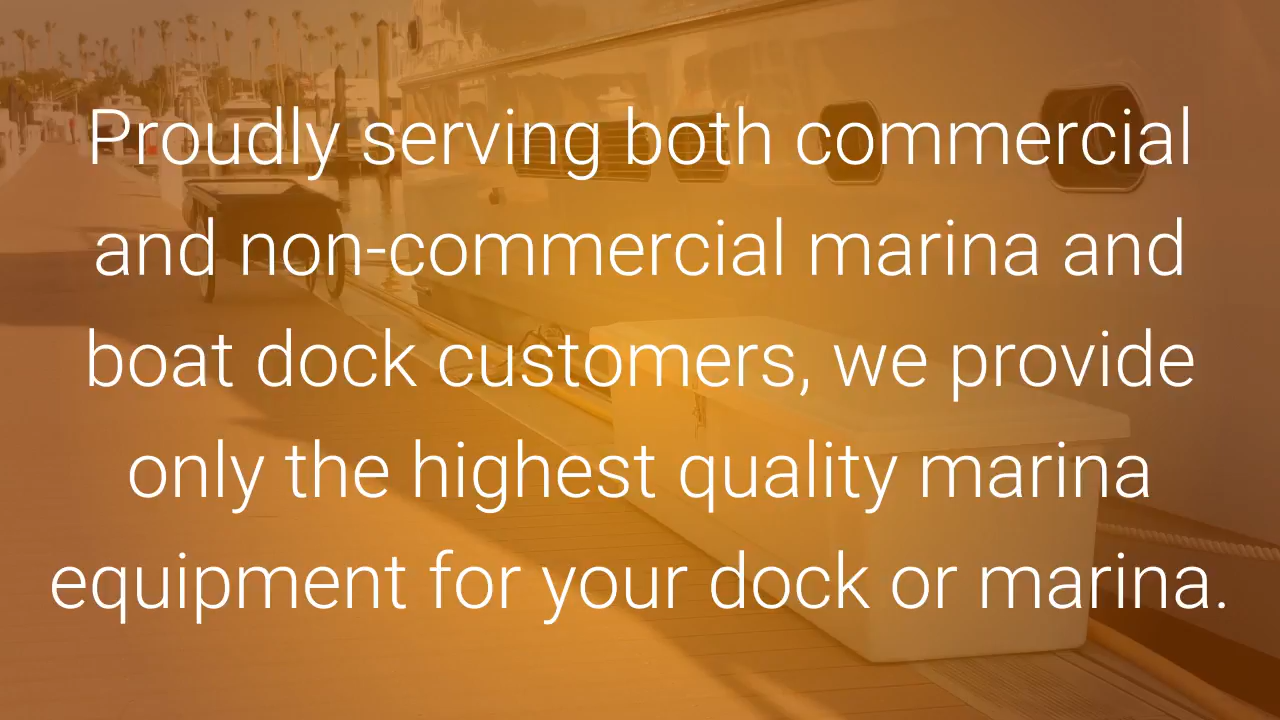 Proudly serving both commercial
and non-commercial marina and
boat dock customers, we provide
only the highest quality marina
equipment for your dock or marina.